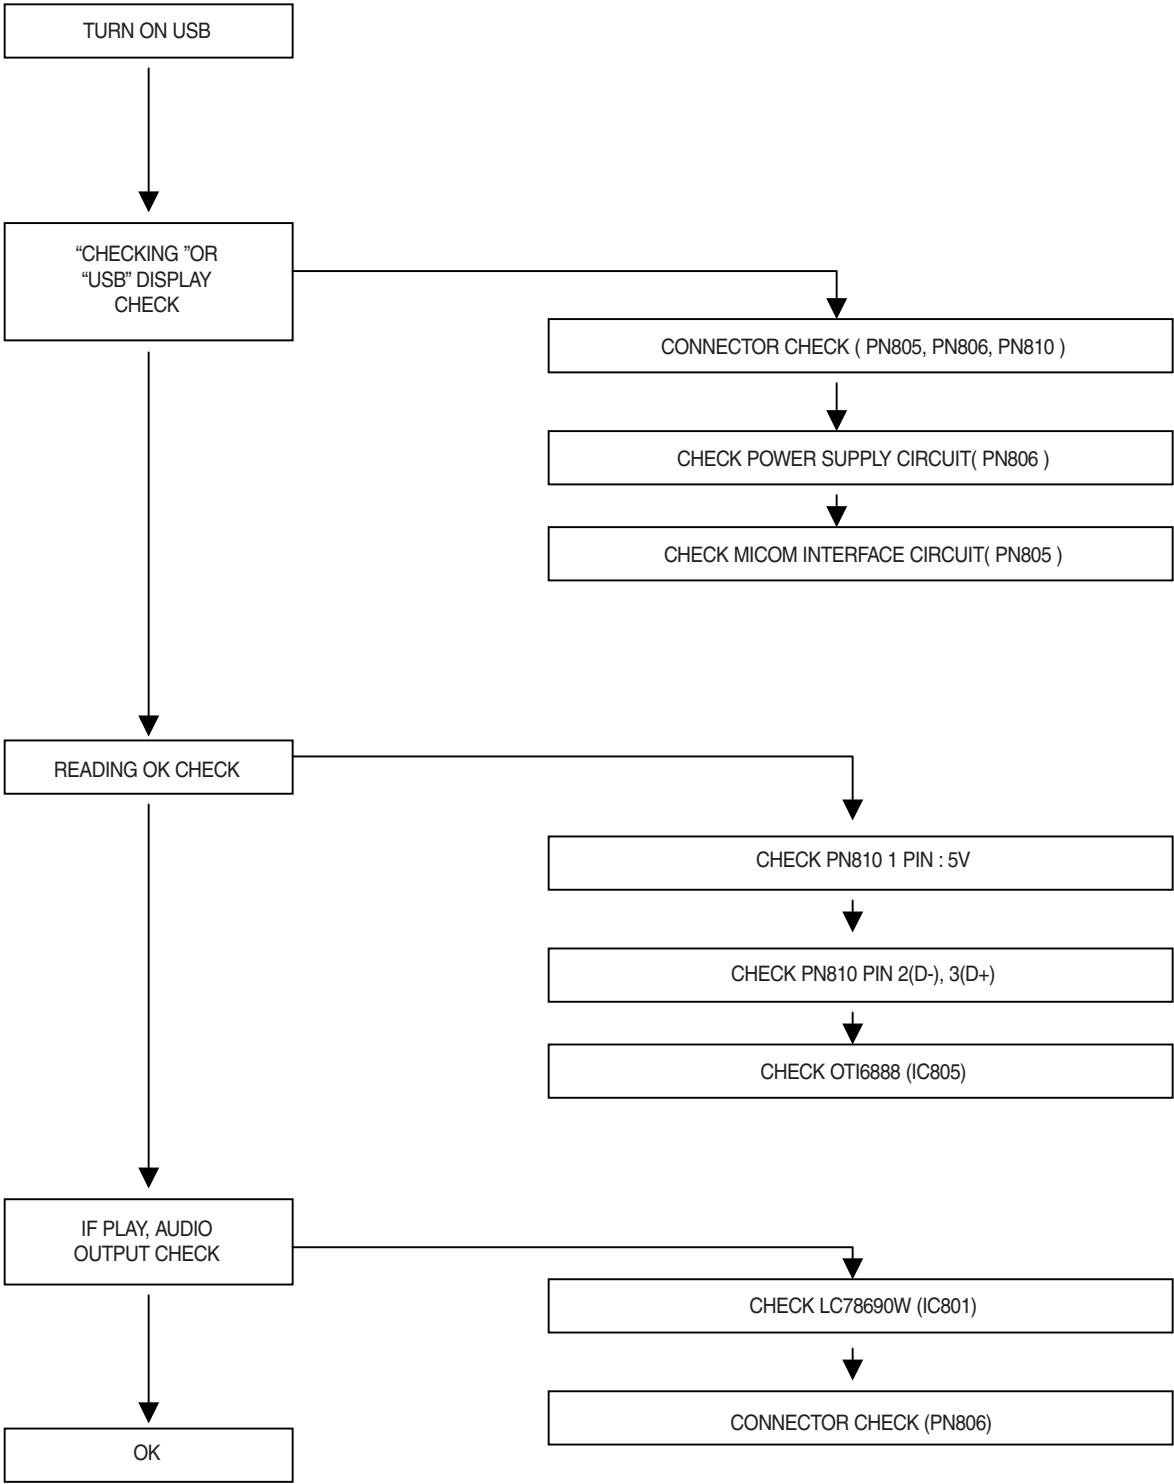 TURN ON USB
“CHECKING ”OR
“USB” DISPLAY
CHECK
CONNECTOR CHECK ( PN805, PN806, PN810 )
CHECK POWER SUPPLY CIRCUIT( PN806 )
CHECK MICOM INTERFACE CIRCUIT( PN805 )
READING OK CHECK
CHECK PN810 1 PIN : 5V
CHECK PN810 PIN 2(D-), 3(D+)
CHECK OTI6888 (IC805)
IF PLAY, AUDIO
OUTPUT CHECK
CHECK LC78690W (IC801)
CONNECTOR CHECK (PN806)
OK